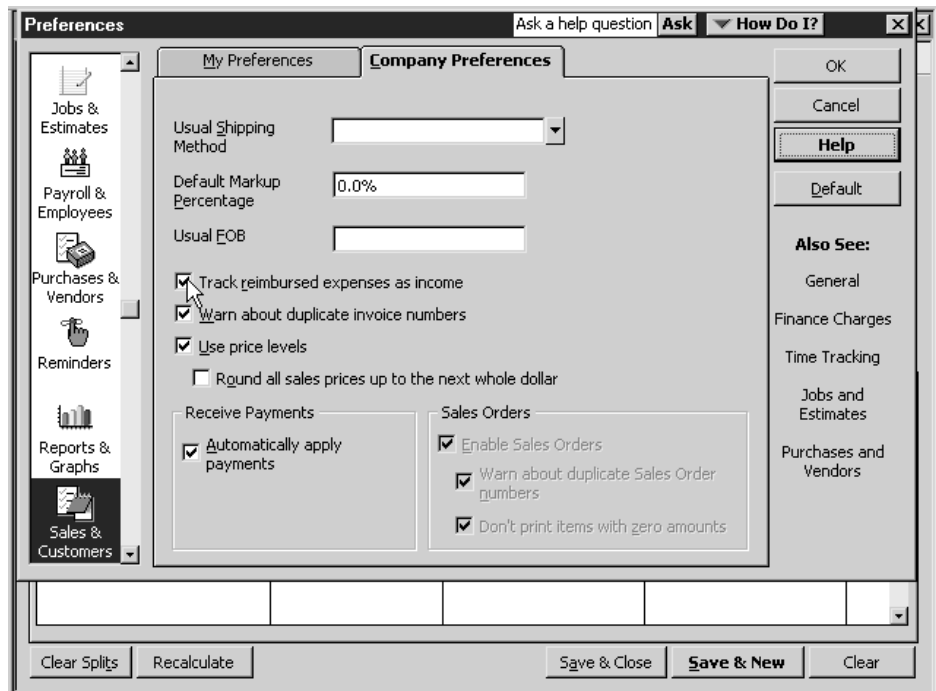 Preferences
Ask a help question Ask How Do I?
Jobs &
Estimates
Payroll &
Employees
Purchases &
Vendors
Reminders
Reports &
Graphs
Sales &
Customers
My Preferences
Company Preferences
Usual Shipping
Method
Default Markup
Percentage
0.0%
Usual FOB
Track reimbursed expenses as income
Warn about duplicate invoice numbers
Use price levels
Round all sales prices up to the next whole dollar
Receive Payments
Automatically apply
payments
Sales Orders
Enable Sales Orders
Warn about duplicate Sales Order
numbers
Don't print items with zero amounts
OK
Cancel
Help
Default
Also See:
General
Finance Charges
Time Tracking
Jobs and
Estimates
Purchases and
Vendors
Clear Splits
Recalculate
Save & Close
Save & New
Clear